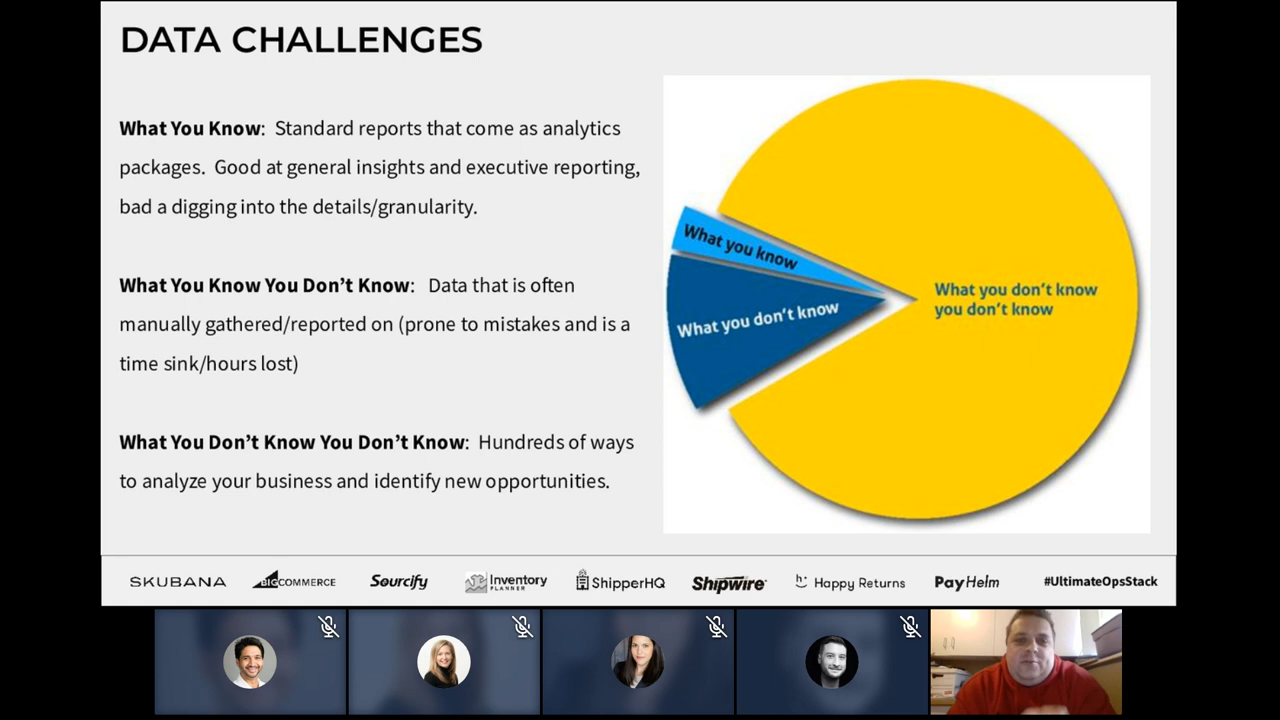 DATA CHALLENGES
What You Know:  Standard reports that come as analytics
packages.  Good at general insights and executive reporting,
bad a digging into the details/granularity.
What You Know You Don't Know:   Data that is often
manually gathered/reported on (prone to mistakes and is a
time sink/hours lost)
What You Don't Know You Don't Know:  Hundreds of ways
to analyze your business and identify new opportunities.
What you know
What you don't know
What you don't know
you don't know
SKUBANA
BIGCOMMERCE
Sourcify
Inventory
PLANNER
ShipperHQ
Shipwire
Happy Returns
PayHelm
#UltimateOpsStack